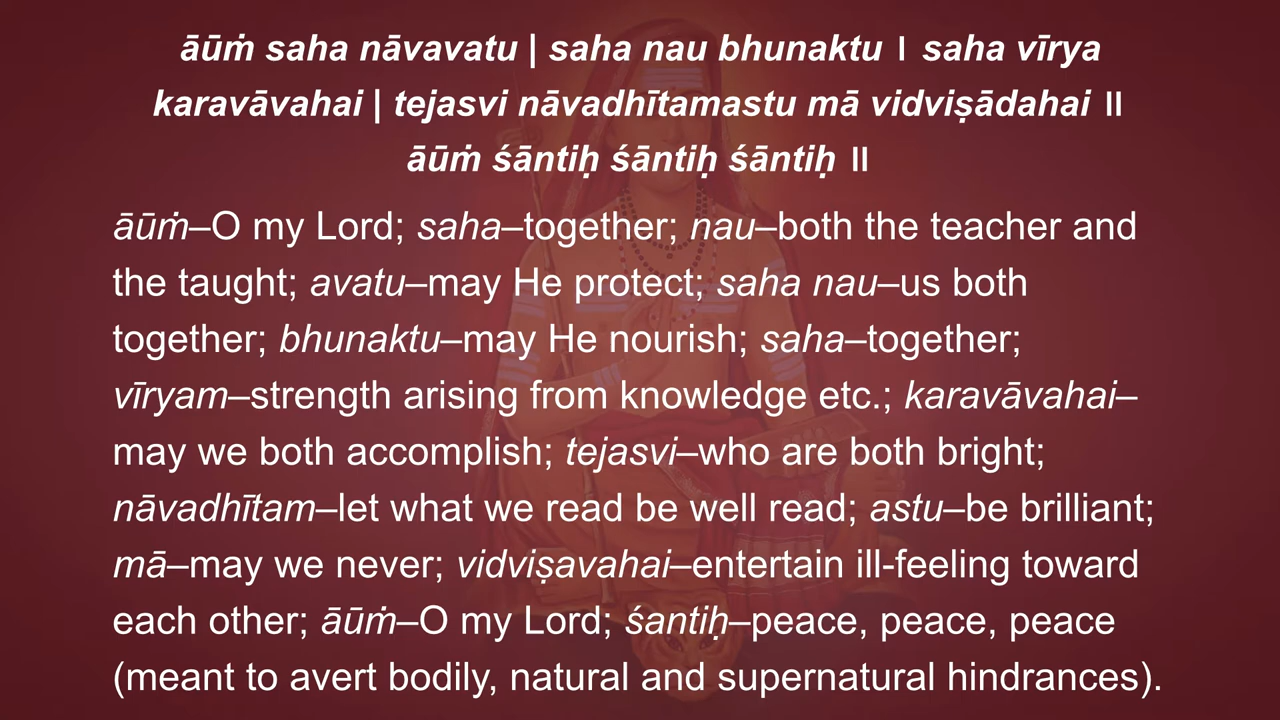 āūṁ saha nāvavatu | saha nau bhunaktu । saha vīrya
karavāvahai | tejasvi nāvadhītamastu mā vidviṣādahai ॥
āūṁ śāntiḥ śāntiḥ śāntiḥ ॥
āūṁ–O my Lord; saha–together; nau–both the teacher and
the taught; avatu–may He protect; saha nau–us both
together; bhunaktu–may He nourish; saha–together;
vīryam–strength arising from knowledge etc.; karavāvahai–
may we both accomplish; tejasvi–who are both bright;
nāvadhītam–let what we read be well read; astu–be brilliant;
mā–may we never; vidviṣavahai–entertain ill-feeling toward
each other; āūṁ–O my Lord; śantiḥ–peace, peace, peace
(meant to avert bodily, natural and supernatural hindrances).